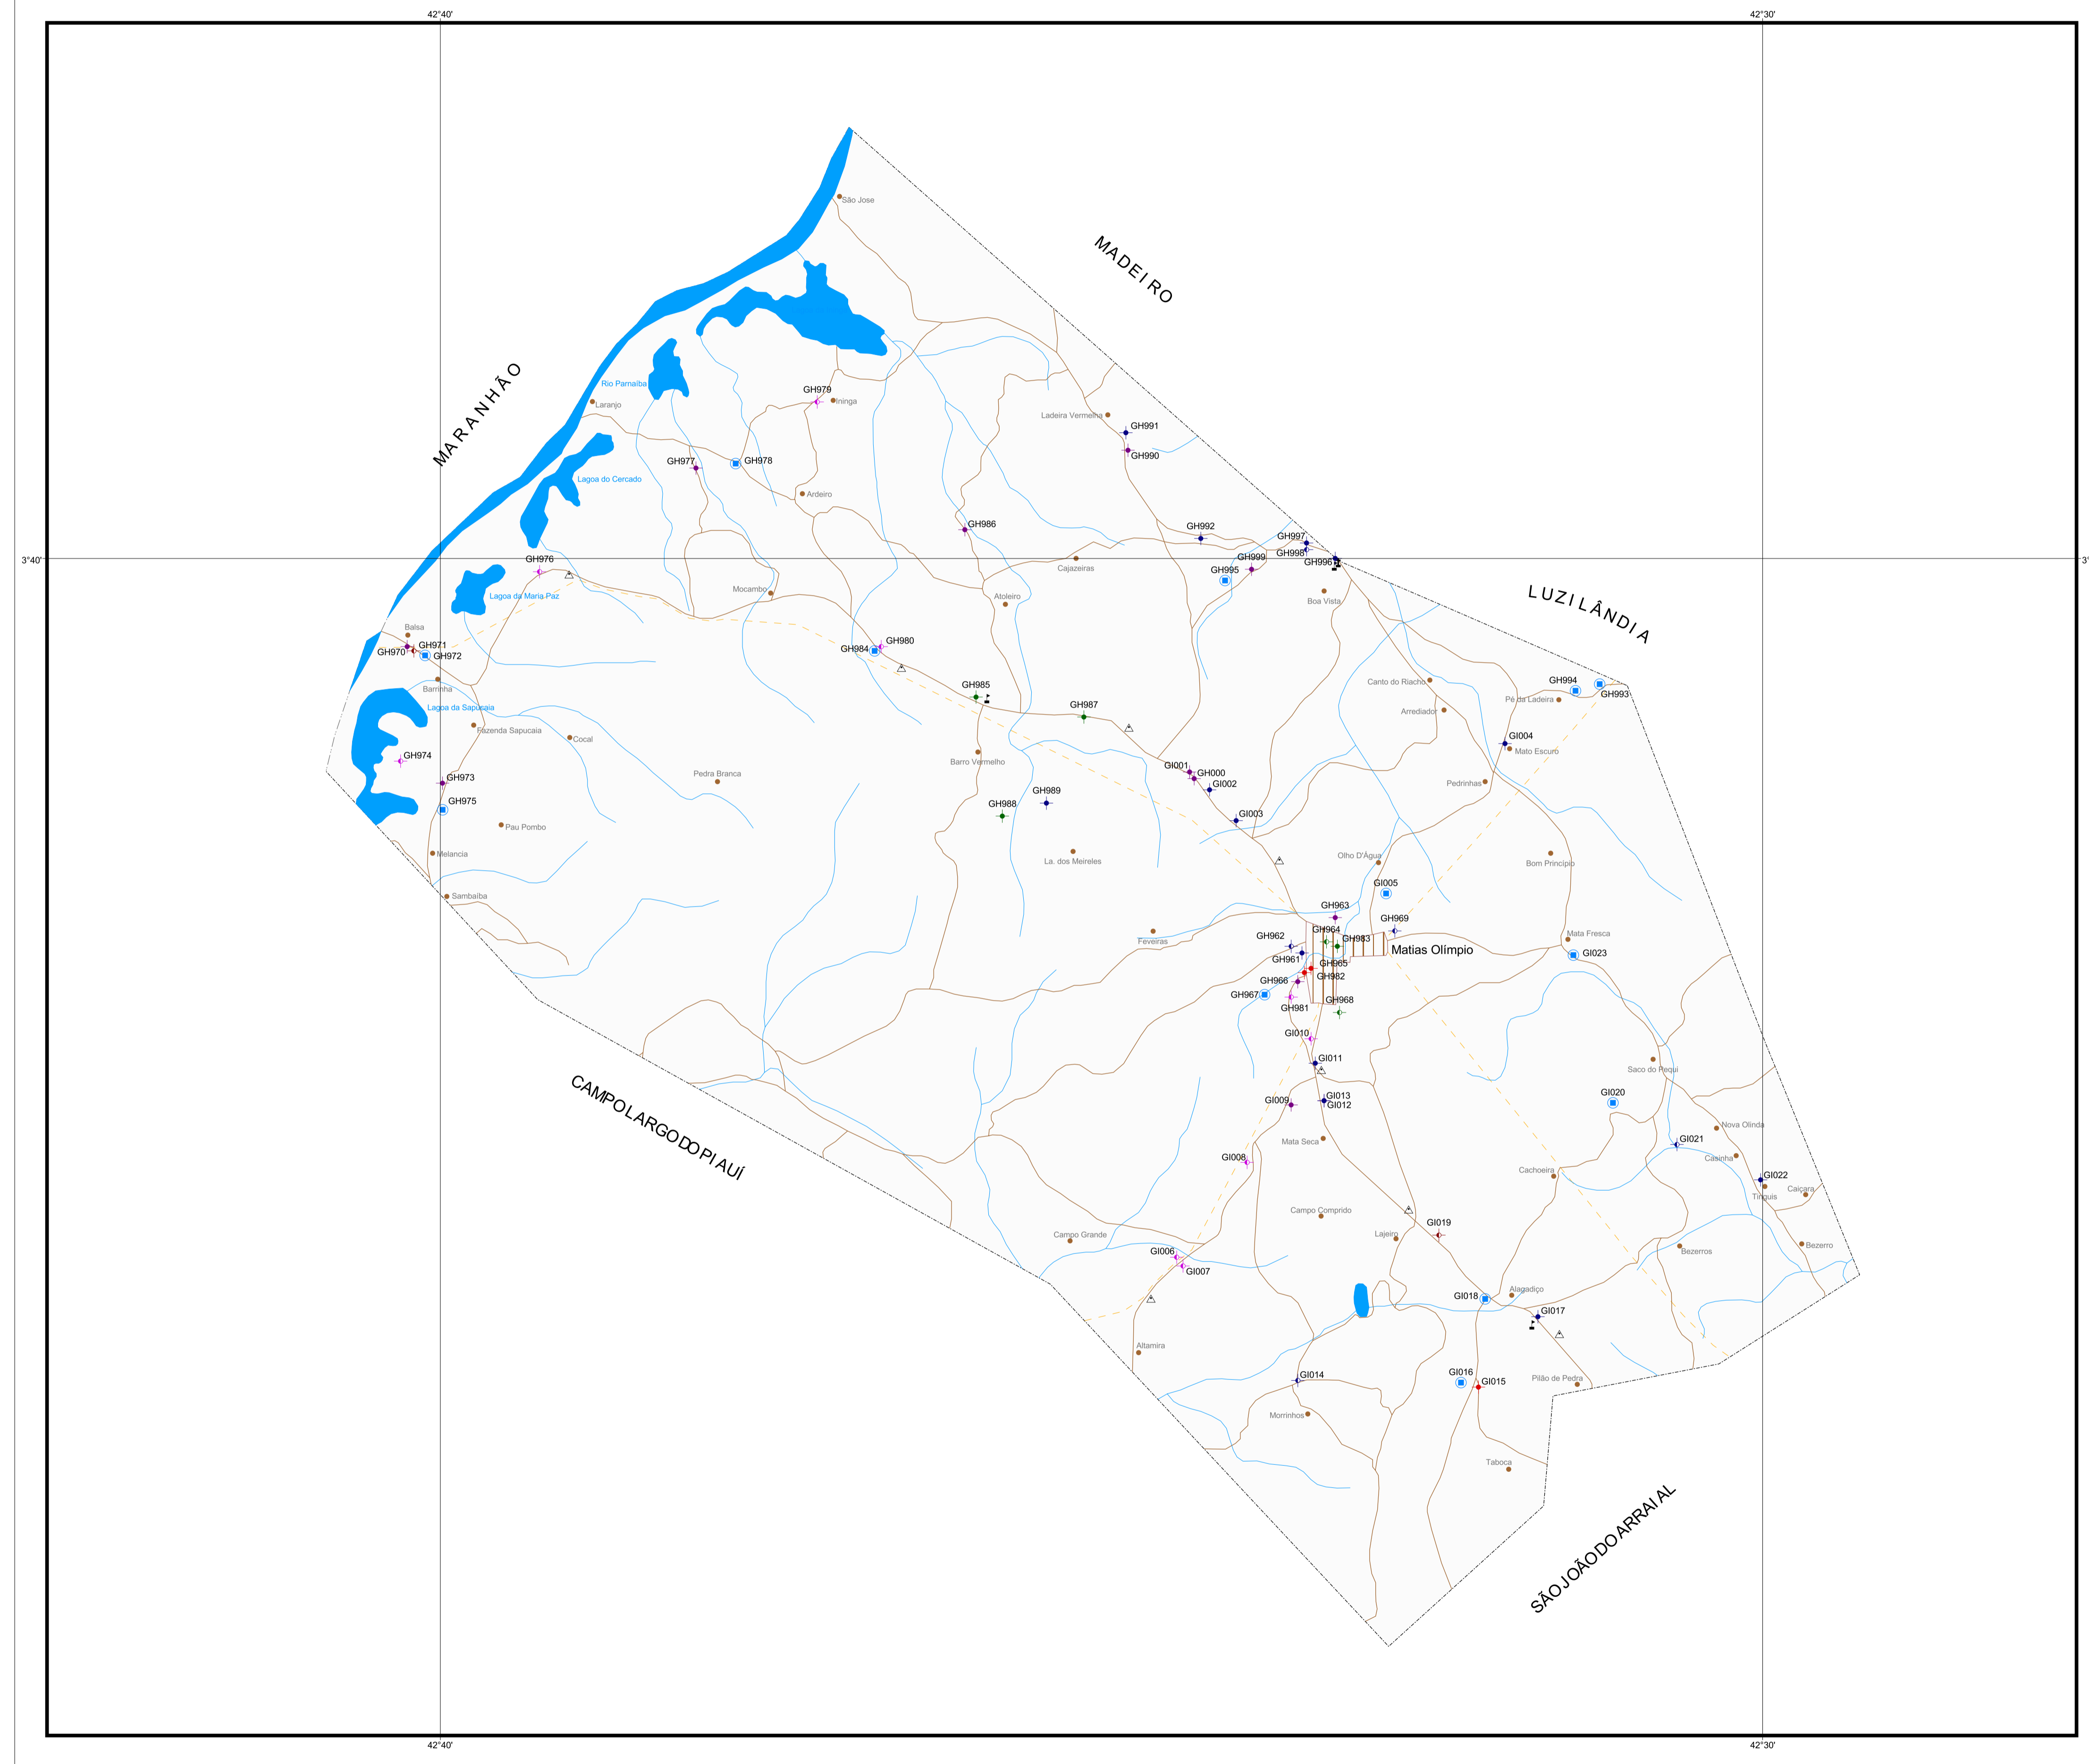 42°40'
42°30'
São Jose
MADEIRO
MARANHÃO
Rio Parnaíba
Laranjo
GH979
Ininga
Ladeira Vermelha
GH991
GH990
GH977
GH978
Lagoa do Cercado
Ardeiro
GH986
GH992
GH997
GH998
GH996
3°40'
3°
GH976
Cajazeiras
GH999
GH995
Mocambo
Lagoa da Maria Paz
Atoleiro
Boa Vista
LUZILÂNDIA
Balsa
GH970
GH971
GH972
GH980
GH984
Barrinha
GH985
Canto do Riacho
GH994
GH993
Pé da Ladeira
Lagoa da Sapucaia
GH987
Arrediador
Fazenda Sapucaia
Cocal
GI004
Mato Escuro
GH974
Barro Vermelho
GI001
GH000
GI002
GH973
Pedra Branca
Pedrinhas
GH975
GH988
GH989
GI003
Pau Pombo
Melancia
La. dos Meireles
Olho D'Água
Bom Principio
Sambaíba
GI005
GH963
GH969
Feveiras
GH964
GH962
GH983
Mata Fresca
GH961
Matias Olímpio
GI023
GH965
GH982
GH966
GH967
GH981
GH968
GI010
GI011
Saco do Pequi
CAMPO LARGO DO PIAUÍ
GI009
GI013
GI012
GI020
Nova Olinda
Mata Seca
GI021
GI008
Casinha
Cachoeira
GI022
Tinguis
Caiçara
Campo Comprido
GI019
Campo Grande
Lajeiro
GI006
GI007
Bezerros
Bezerro
Alagadiço
GI018
GI017
Altamira
GI014
GI016
GI015
Pilão de Pedra
Morrinhos
Taboca
SÃO JOÃO DO ARRAIAL
42°40'
42°30'